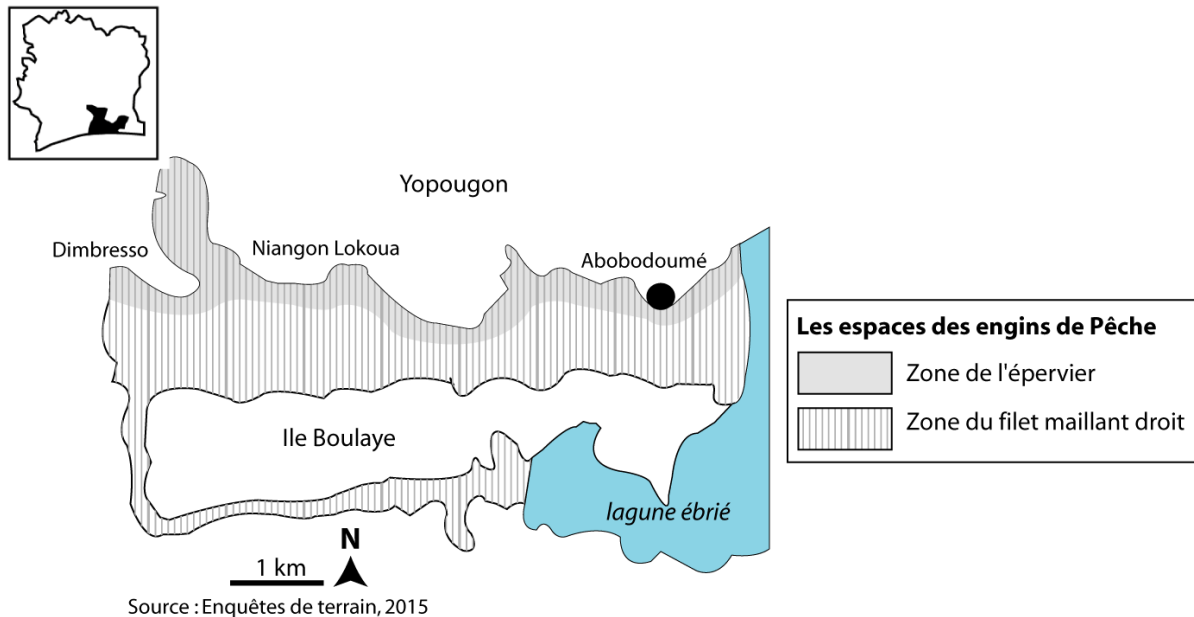 Yopougon
Dimbresso
Niangon Lokoua
Abobodoumé
Les espaces des engins de Pêche
Zone de l'épervier
Zone du filet maillant droit
Ile Boulaye
lagune ébrié
N
1 km
Source : Enquêtes de terrain, 2015